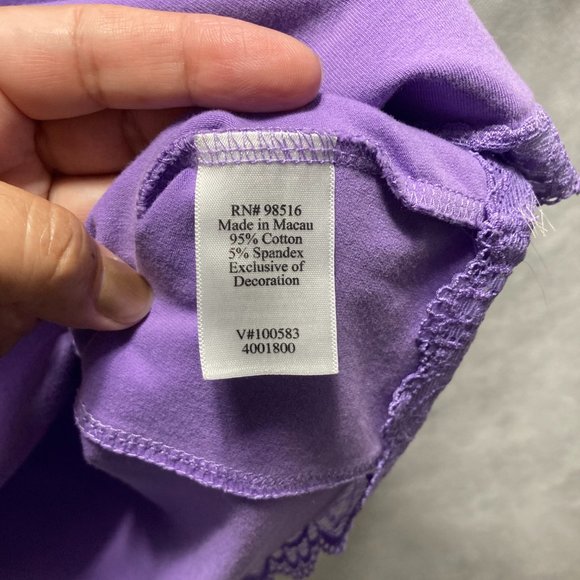 RN# 98516
Made in Macau
95% Cotton
5% Spandex
Exclusive of
Decoration
V#100583
4001800